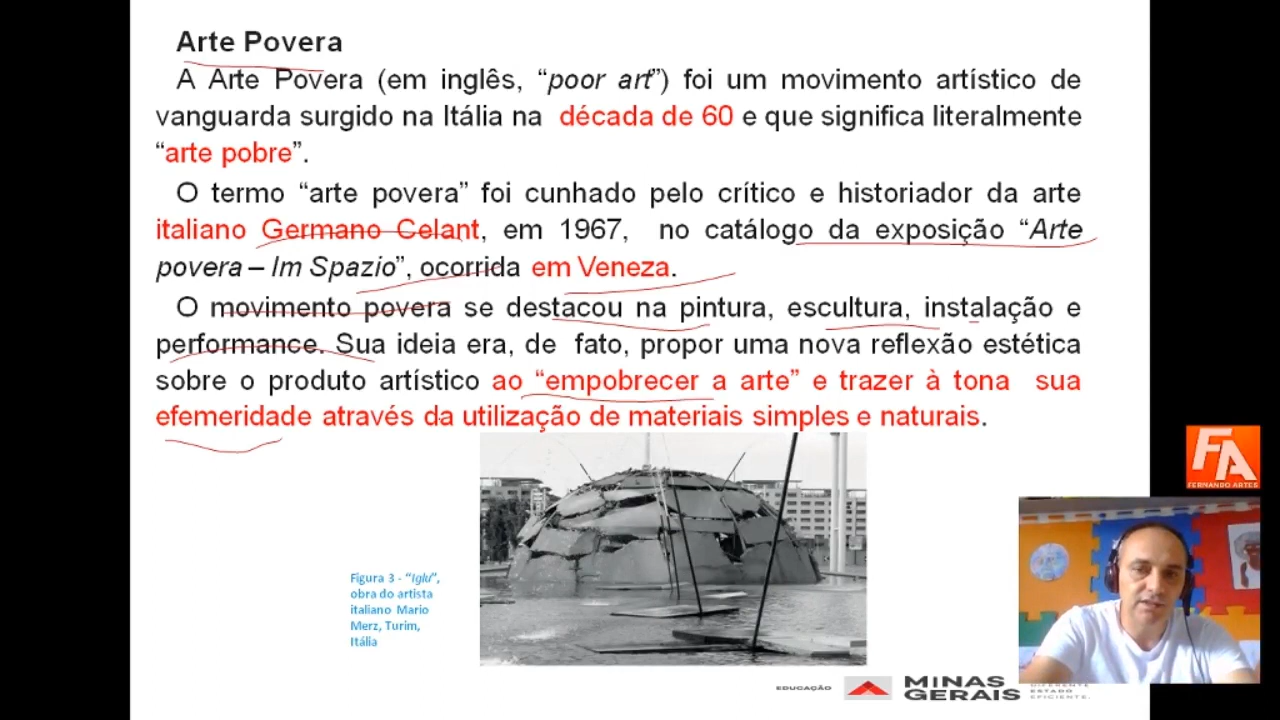 Arte Povera
A Arte Povera (em inglês, “poor art”) foi um movimento artístico de
vanguarda surgido na Itália na década de 60 e que significa literalmente
“arte pobre”.
O termo “arte povera” foi cunhado pelo crítico e historiador da arte
italiano Germano Celant, em 1967, no catálogo da exposição “Arte
povera – Im Spazio”, ocorrida em Veneza.
O movimento povera se destacou na pintura, escultura, instalação e
performance. Sua ideia era, de fato, propor uma nova reflexão estética
sobre o produto artístico ao “empobrecer a arte” e trazer à tona sua
efemeridade através da utilização de materiais simples e naturais.
Figura 3 - “Iglu”,
obra do artista
italiano Mario
Merz, Turim,
Itália
FA
FERNANDO ARTES
EDUCAÇÃO
MINAS
GERAIS
DIFERENTE
ESTADO
EFICIENTE.